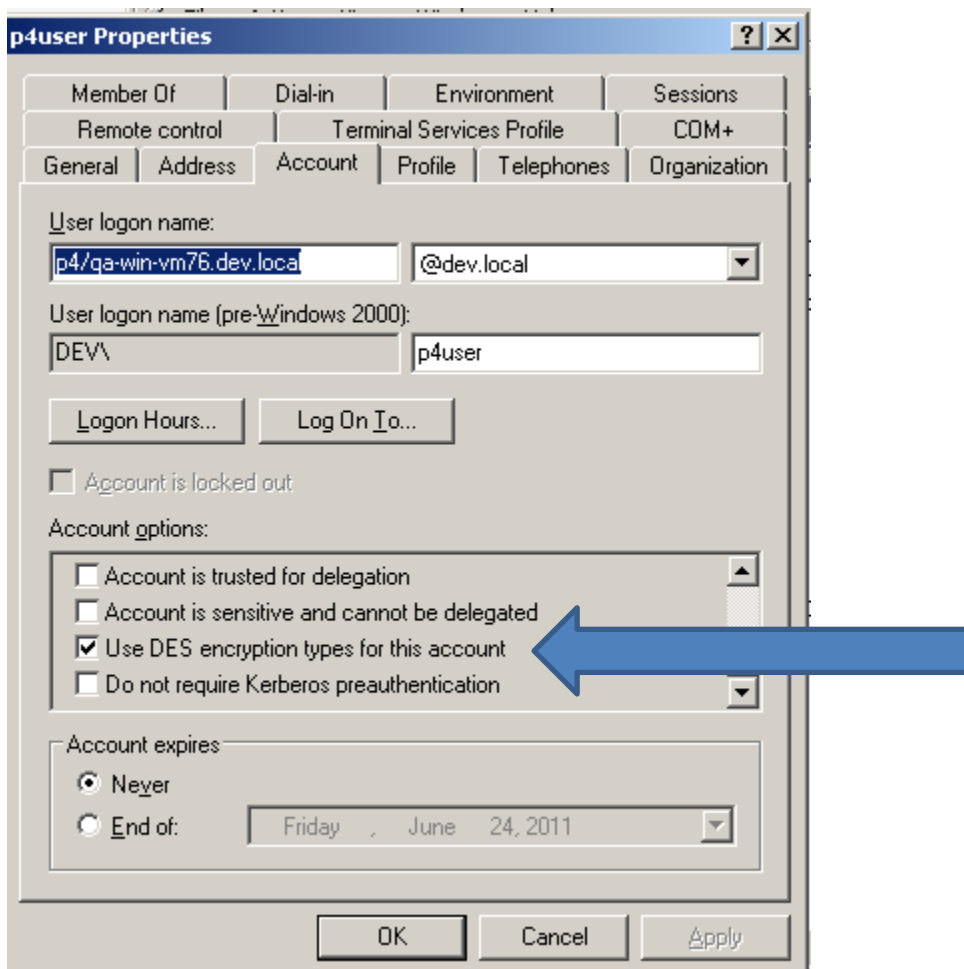 p4user Properties
Member Of Dial-in Environment Sessions
Remote control Terminal Services Profile COM+
General Address Account Profile Telephones Organization
User logon name:
p4/qa-win-vm76.dev.local @dev.local
User logon name (pre-Windows 2000):
DEV\ p4user
Logon Hours... Log On To...
Account is locked out
Account options:
Account is trusted for delegation
Account is sensitive and cannot be delegated
Use DES encryption types for this account
Do not require Kerberos preauthentication
Account expires
Never
End of: Friday , June 24, 2011
OK Cancel Apply